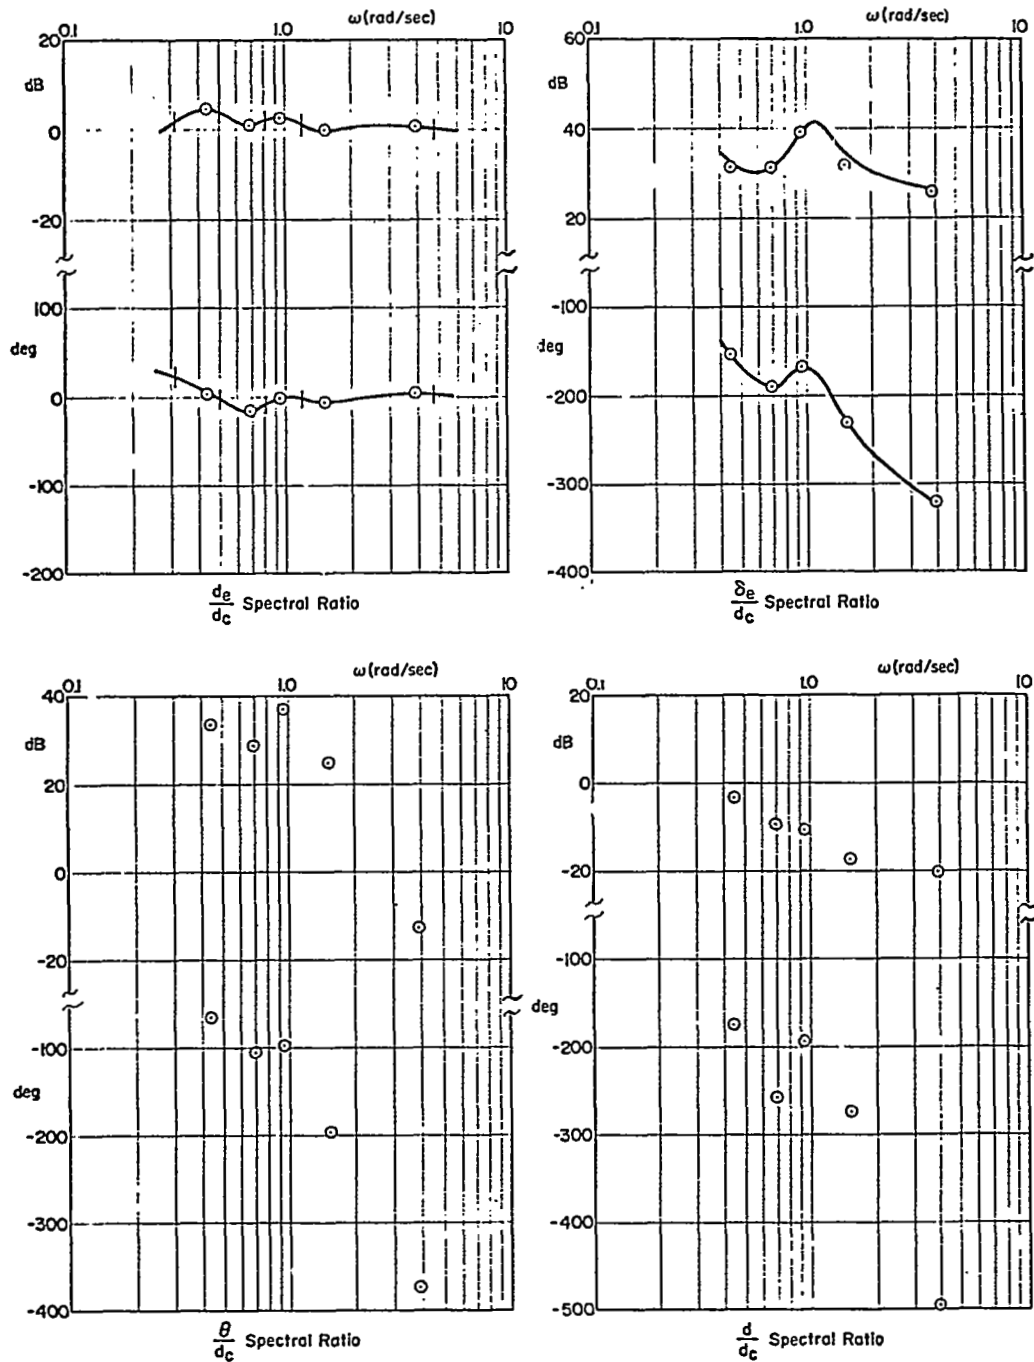 ω(rad/sec)
0.1 1.0 10
20
dB
0
-20
100
deg
0
-100
-200
de/dc Spectral Ratio
ω(rad/sec)
0.1 1.0 10
60
dB
40
20
-100
deg
-200
-300
-400
δe/dc Spectral Ratio
ω(rad/sec)
0.1 1.0 10
40
dB
20
0
-20
-100
deg
-200
-300
-400
θ/dc Spectral Ratio
ω(rad/sec)
0.1 1.0 10
20
dB
0
-20
-100
deg
-200
-300
-400
-500
d/dc Spectral Ratio